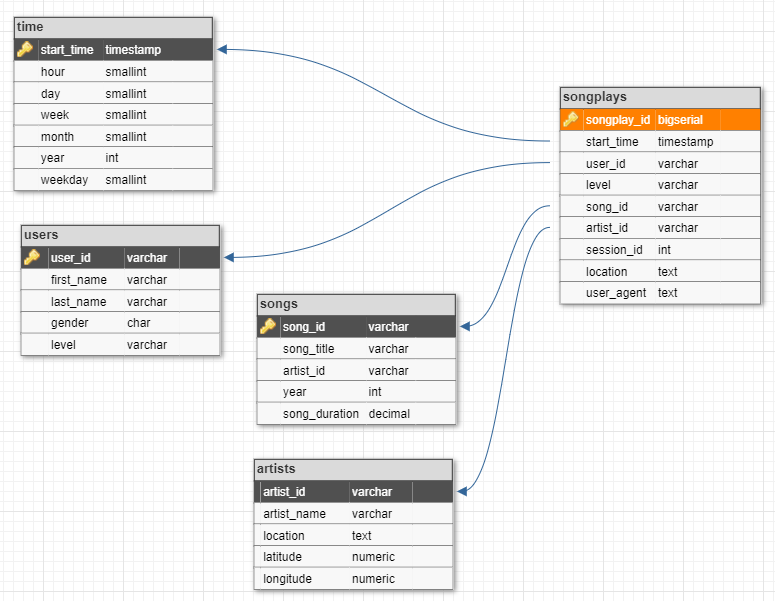 time
start_time timestamp
hour smallint
day smallint
week smallint
month smallint
year int
weekday smallint
songplays
songplay_id bigserial
start_time timestamp
user_id varchar
level varchar
song_id varchar
artist_id varchar
session_id int
location text
user_agent text
users
user_id varchar
first_name varchar
last_name varchar
gender char
level varchar
songs
song_id varchar
song_title varchar
artist_id varchar
year int
song_duration decimal
artists
artist_id varchar
artist_name varchar
location text
latitude numeric
longitude numeric